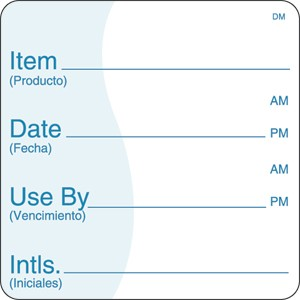 DM
Item
(Producto)
AM
Date PM
(Fecha)
AM
Use By PM
(Vencimiento)
Intls.
(Iniciales)